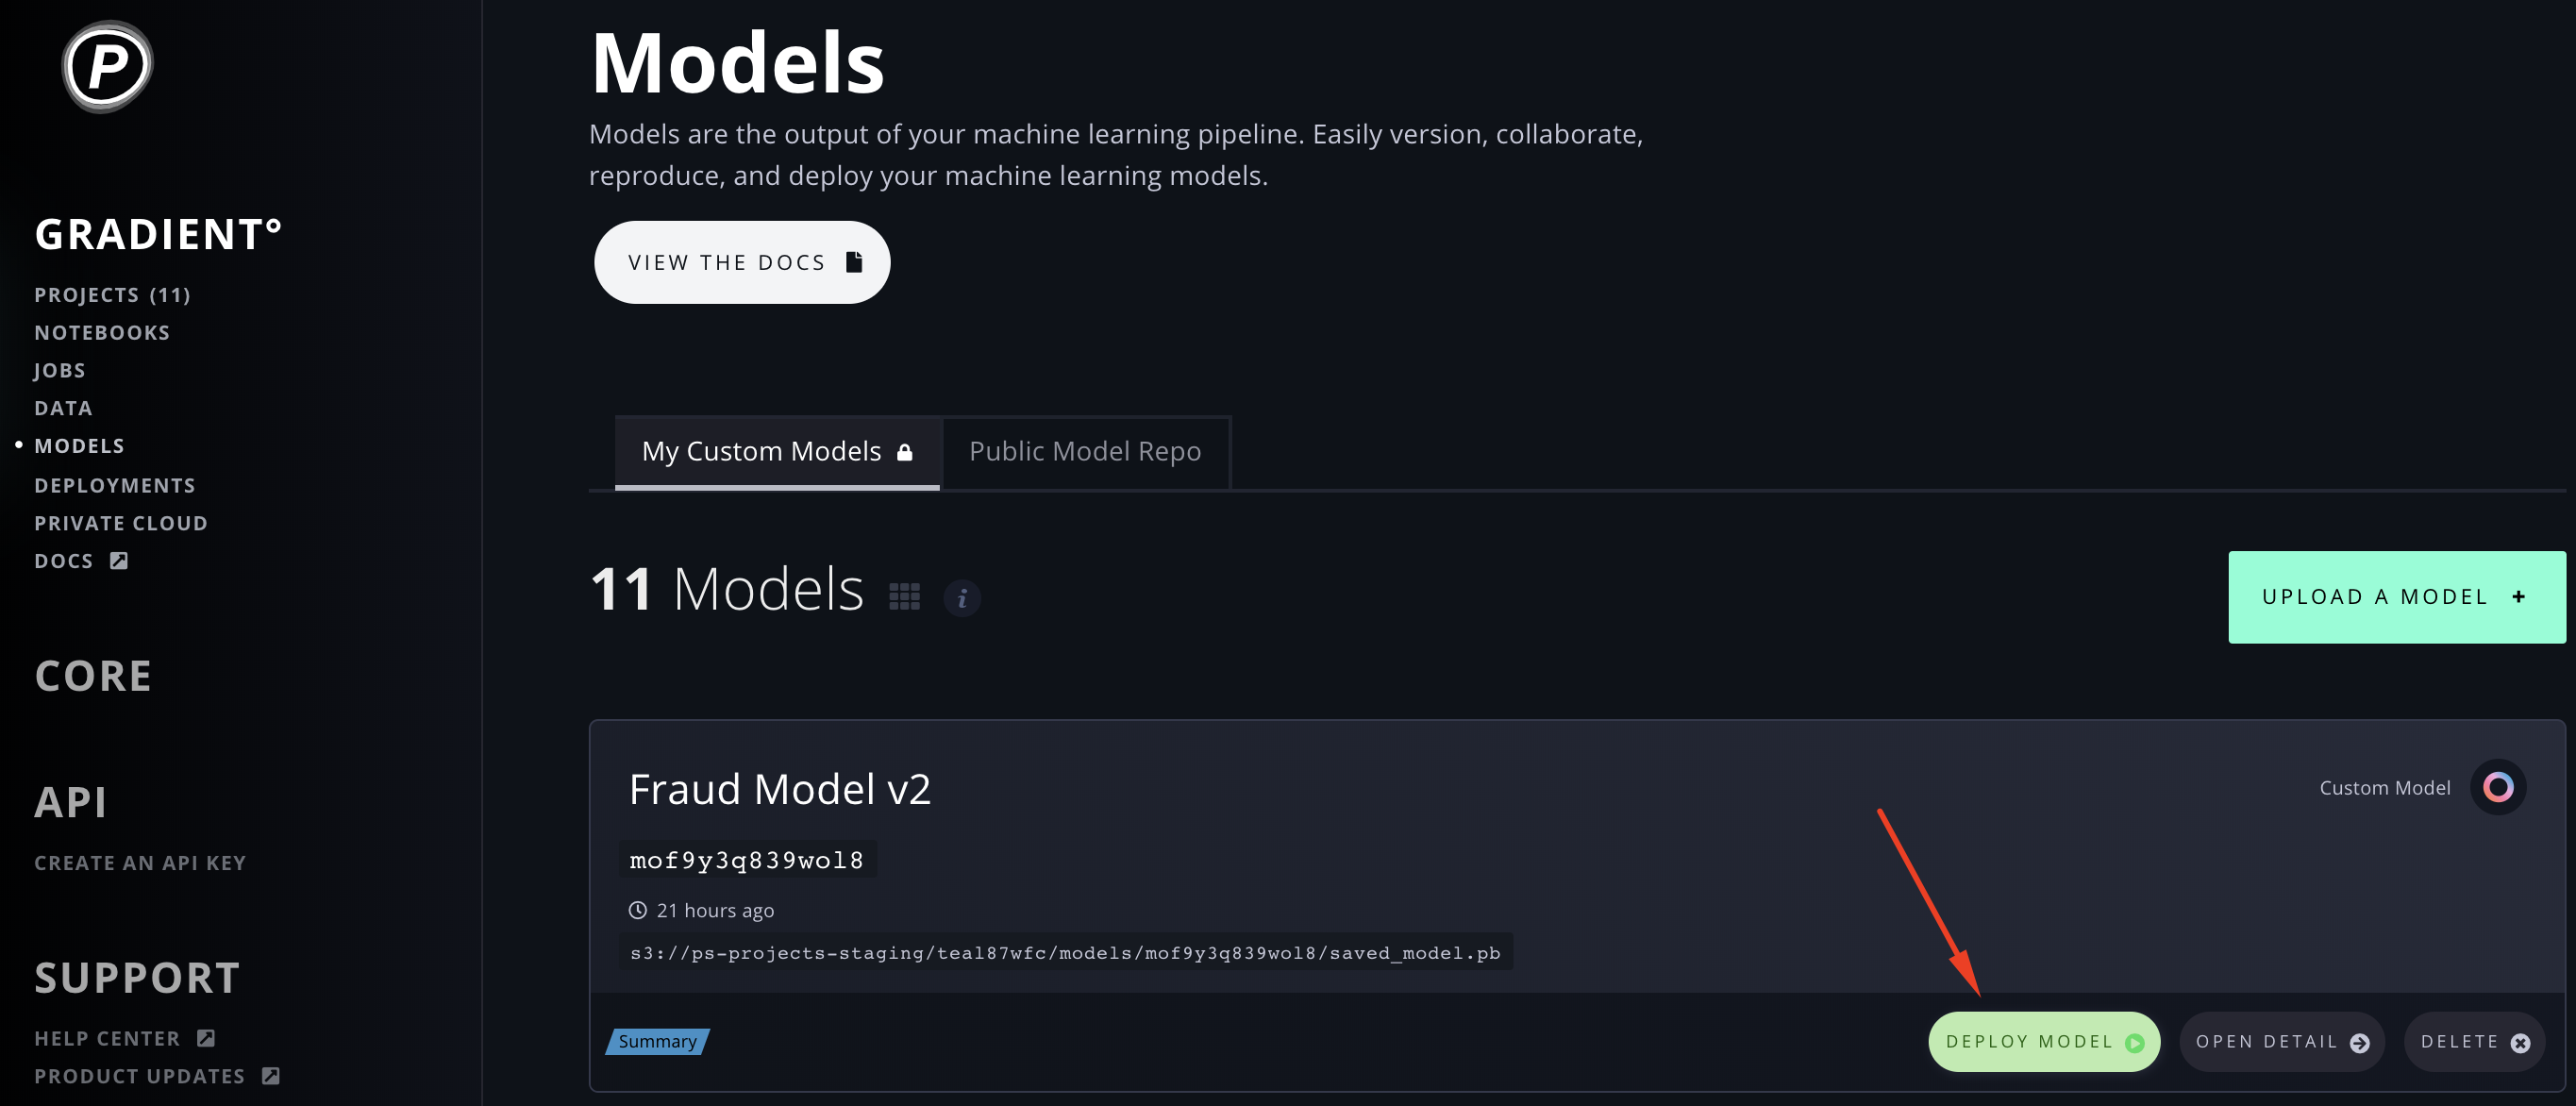 P
GRADIENT°
PROJECTS (11)
NOTEBOOKS
JOBS
DATA
• MODELS
DEPLOYMENTS
PRIVATE CLOUD
DOCS
CORE
API
CREATE AN API KEY
SUPPORT
HELP CENTER
PRODUCT UPDATES
Models
Models are the output of your machine learning pipeline. Easily version, collaborate,
reproduce, and deploy your machine learning models.
VIEW THE DOCS
My Custom Models
Public Model Repo
11 Models i
UPLOAD A MODEL +
Fraud Model v2
Custom Model
mof9y3q839wol8
21 hours ago
s3://ps-projects-staging/teal87wfc/models/mof9y3q839wol8/saved_model.pb
Summary
DEPLOY MODEL
OPEN DETAIL
DELETE